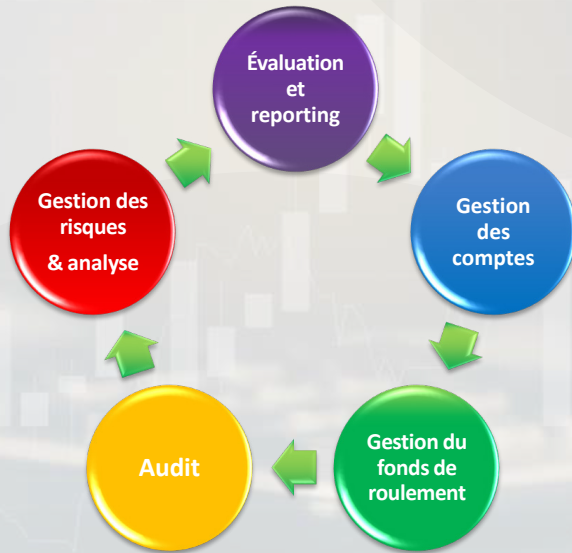 Évaluation
et
reporting
Gestion
des
comptes
Gestion du
fonds de
roulement
Audit
Gestion des
risques
& analyse